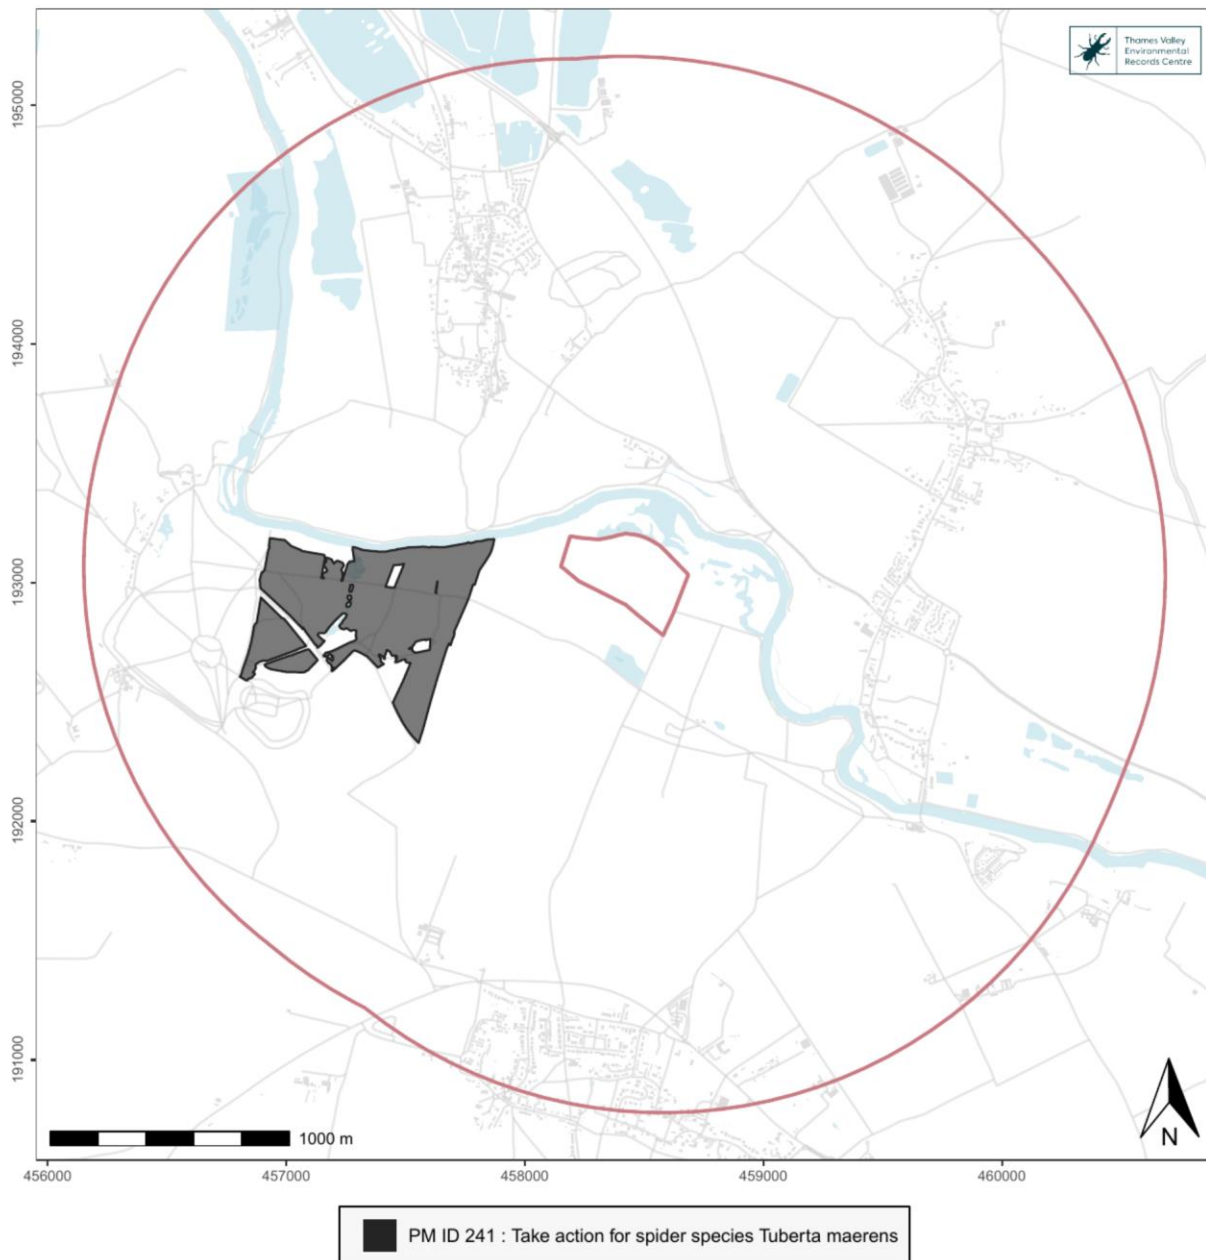 Thames Valley
Environmental
Records Centre
195000
194000
193000
192000
191000
1000 m
N
456000
457000
458000
459000
460000
PM ID 241 : Take action for spider species Tuberta maerens